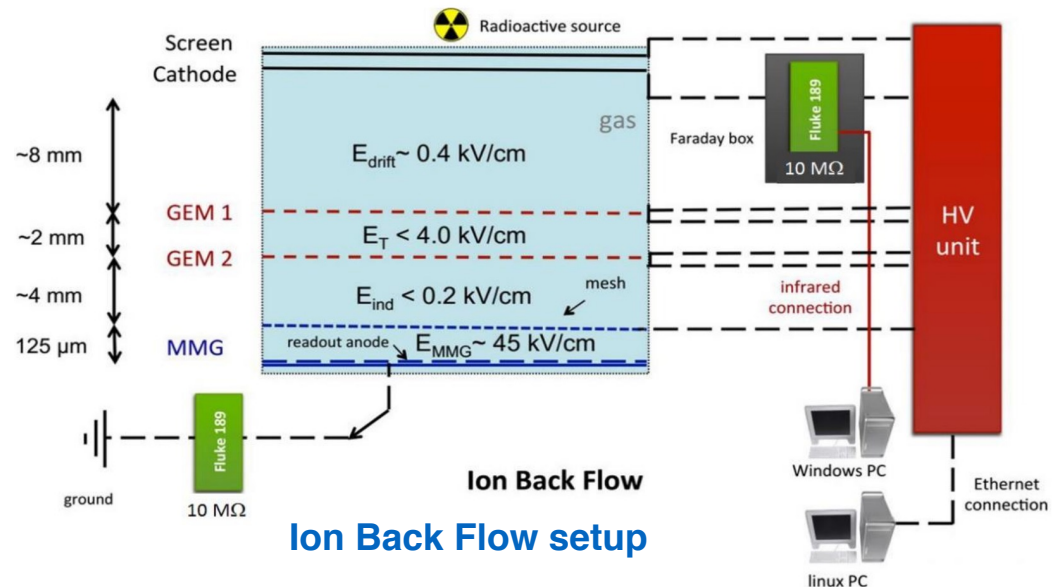 Radioactive source
Screen
Cathode
gas
Faraday box
Fluke 189
10 MΩ
~8 mm
E_drift~ 0.4 kV/cm
GEM 1
HV
unit
~2 mm
E_T < 4.0 kV/cm
GEM 2
~4 mm
E_ind < 0.2 kV/cm
mesh
infrared
connection
125 µm
MMG
readout anode
E_MMG~ 45 kV/cm
Fluke 189
ground
10 MΩ
Ion Back Flow
Windows PC
Ethernet
connection
Ion Back Flow setup
linux PC